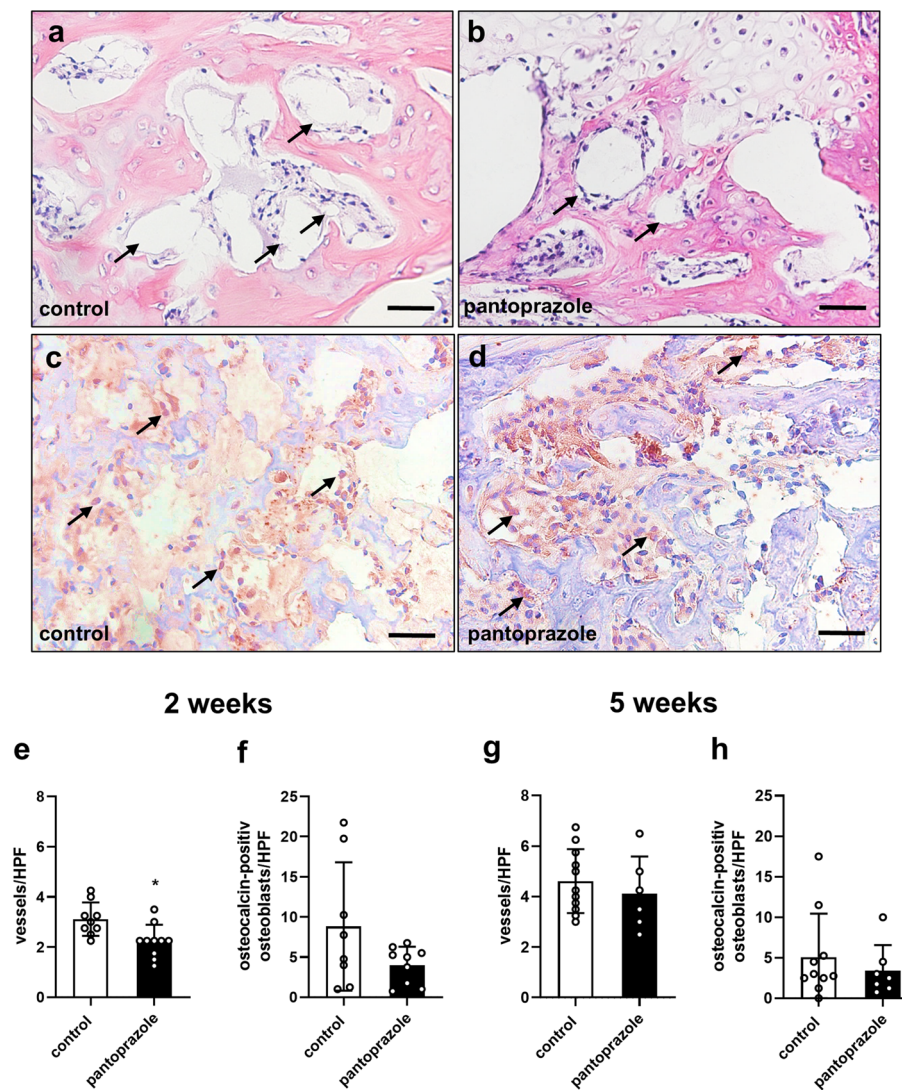 a
b
control
pantoprazole
c
d
control
pantoprazole
2 weeks
5 weeks
e
f
g
h
vessels/HPF
8
6
4
2
0
*
control
pantoprazole
osteocalcin-positiv
osteoblasts/HPF
25
20
15
10
5
0
control
pantoprazole
vessels/HPF
8
6
4
2
0
control
pantoprazole
osteocalcin-positiv
osteoblasts/HPF
25
20
15
10
5
0
control
pantoprazole